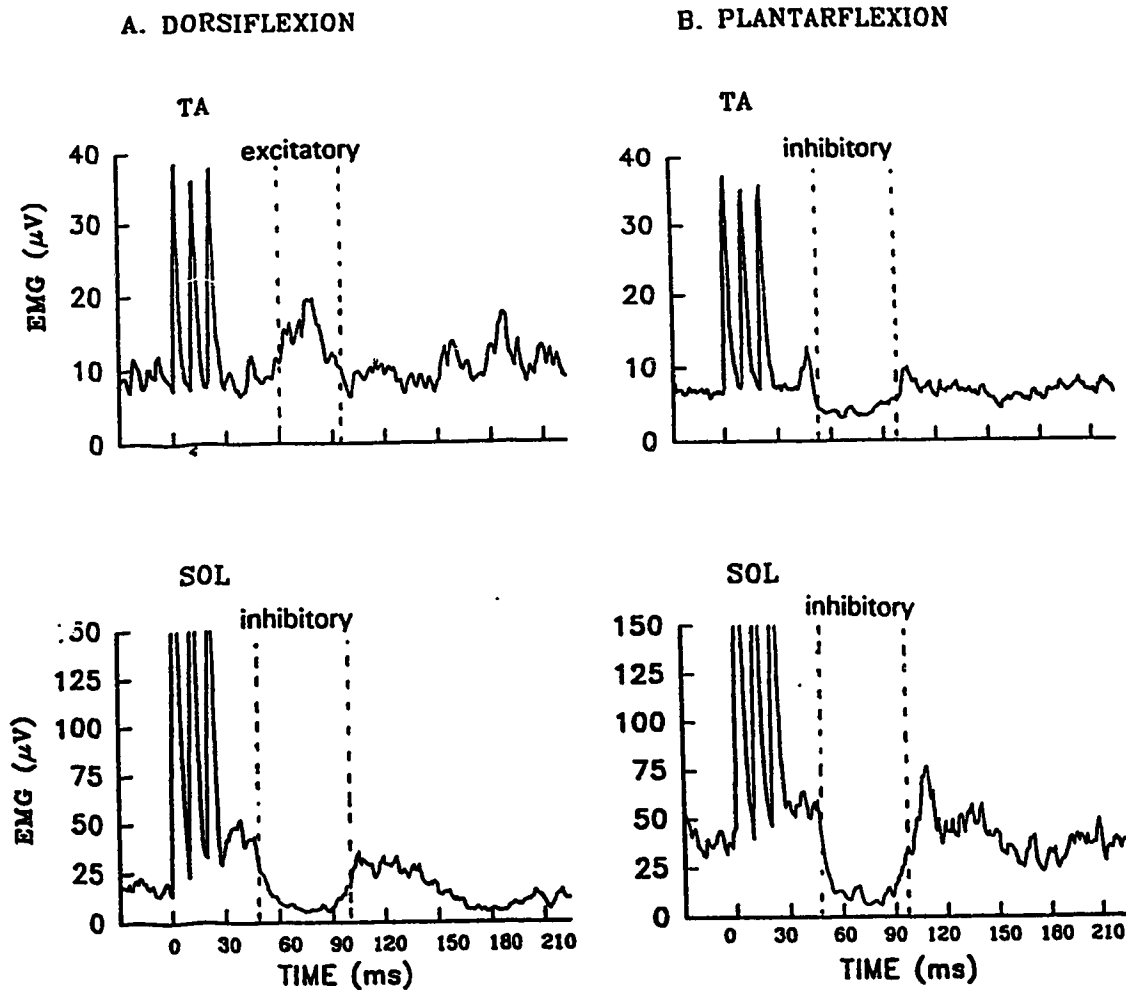 A. DORSIFLEXION
B. PLANTARFLEXION
TA
TA
excitatory
inhibitory
40
30
20
10
0
EMG (μV)
40
30
20
10
0
SOL
SOL
inhibitory
inhibitory
50
125
100
75
50
25
0
EMG (μV)
150
125
100
75
50
25
0
0 30 60 90 120 150 180 210
TIME (ms)
0 30 60 90 120 150 180 210
TIME (ms)